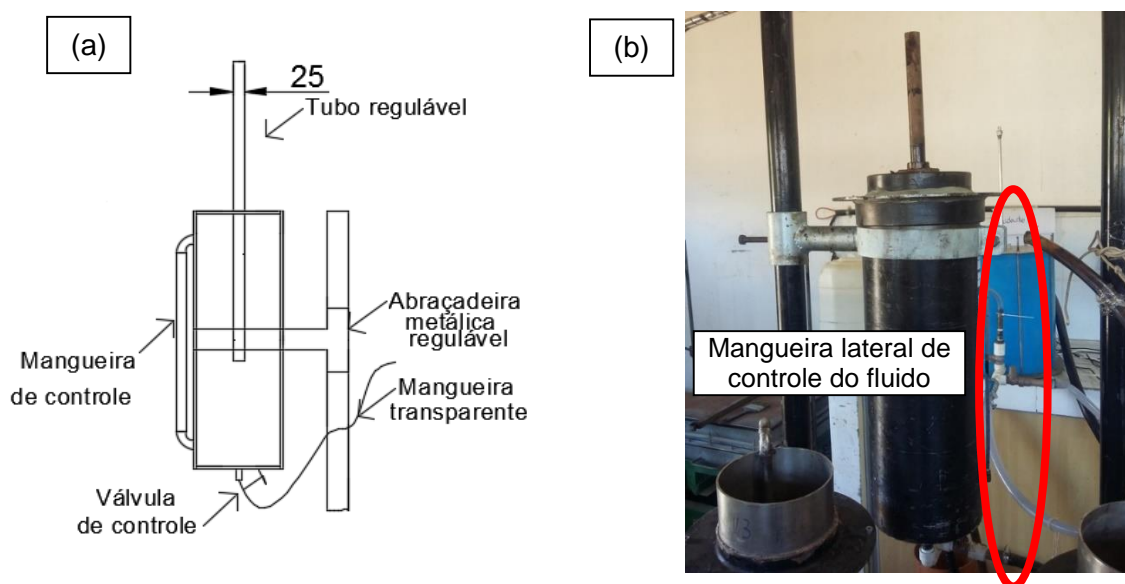 (a)
25
Tubo regulável
Abraçadeira
metálica
regulável
Mangueira
de controle
Mangueira
transparente
Válvula
de controle
(b)
Mangueira lateral de
controle do fluido
13